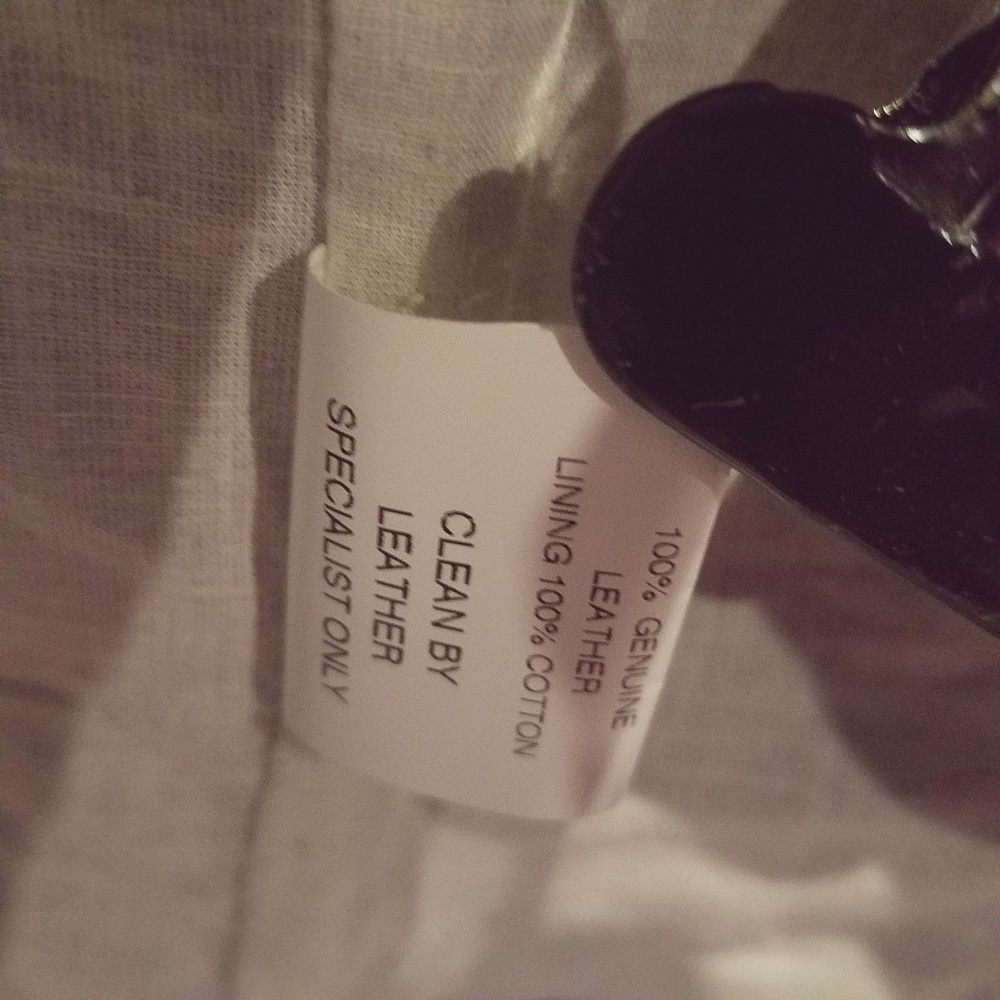 100% GENUINE
LEATHER
LINING 100% COTTON
CLEAN BY
LEATHER
SPECIALIST ONLY